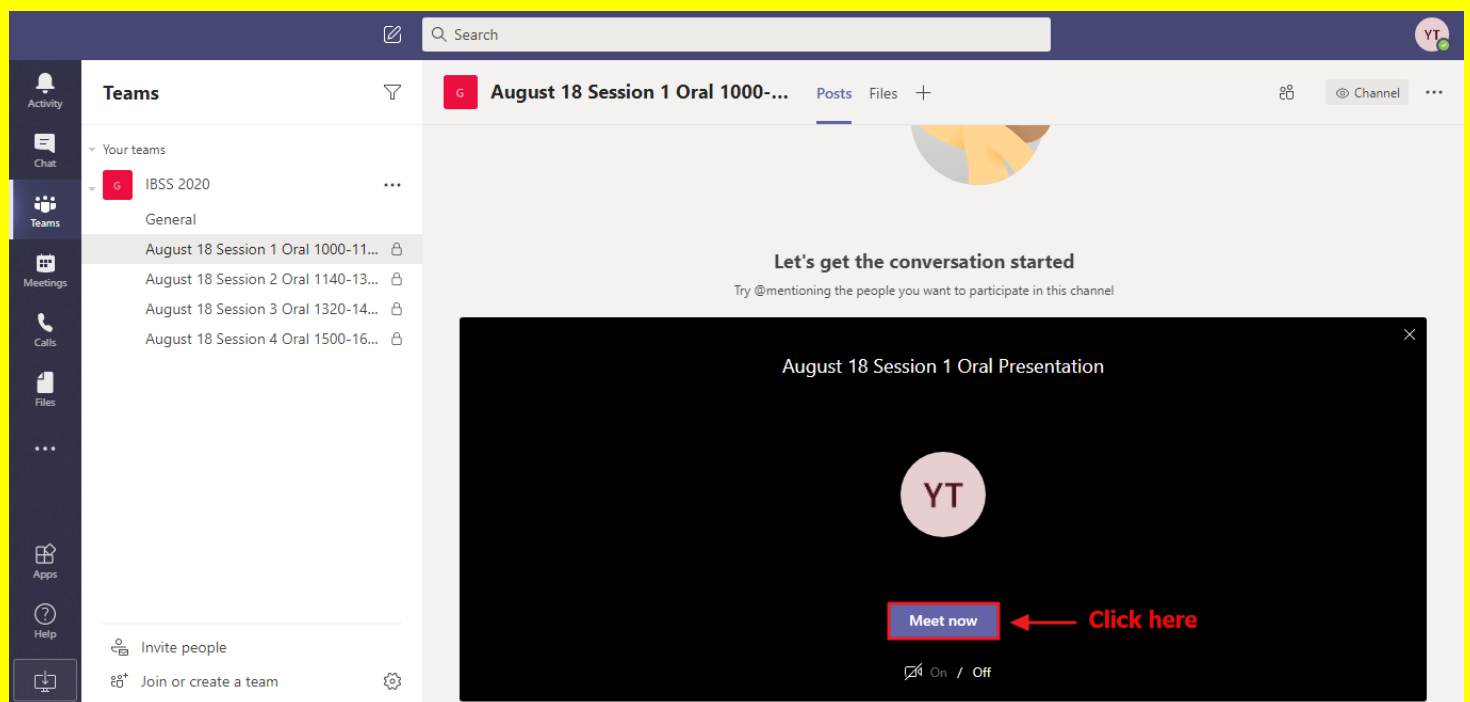 Search
YT
Activity
Chat
Teams
Meetings
Calls
Files
Apps
Help
Teams
Your teams
G IBSS 2020
General
August 18 Session 1 Oral 1000-11...
August 18 Session 2 Oral 1140-13...
August 18 Session 3 Oral 1320-14...
August 18 Session 4 Oral 1500-16...
Invite people
Join or create a team
G August 18 Session 1 Oral 1000-... Posts Files
Channel
Let's get the conversation started
Try @mentioning the people you want to participate in this channel
August 18 Session 1 Oral Presentation
YT
Meet now Click here
On / Off